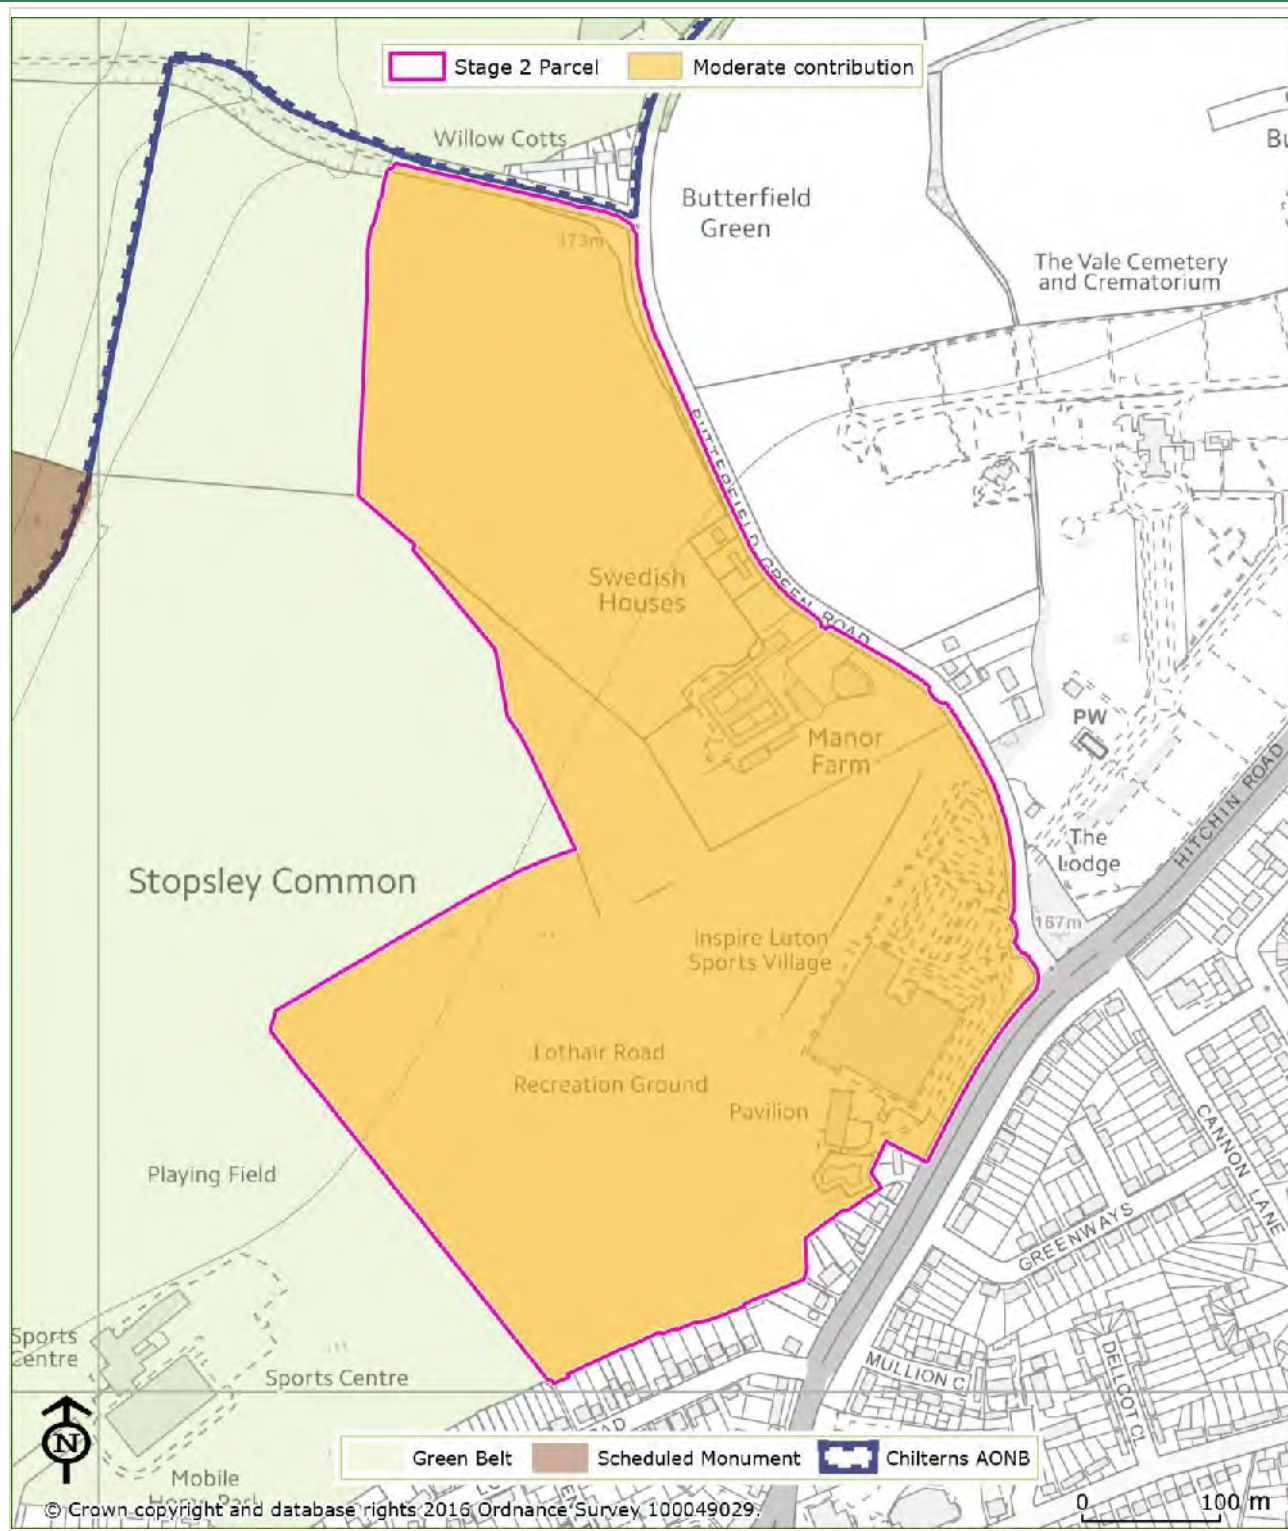 Stage 2 Parcel
Moderate contribution
Willow Cotts
Butterfield
Green
173m
The Vale Cemetery
and Crematorium
BUTTERFIELD GREEN ROAD
Swedish
Houses
PW
Manor
Farm
HITCHIN ROAD
The
Lodge
Stopsley Common
167m
Inspire Luton
Sports Village
Lothair Road
Recreation Ground
Pavilion
CANNON LANE
Playing Field
GREENWAYS
Sports
Centre
Sports Centre
MULLION C
DELCOT CL
N
Green Belt
Scheduled Monument
Chilterns AONB
Mobile
© Crown copyright and database rights 2016 Ordnance Survey 100049029.
0 100 m